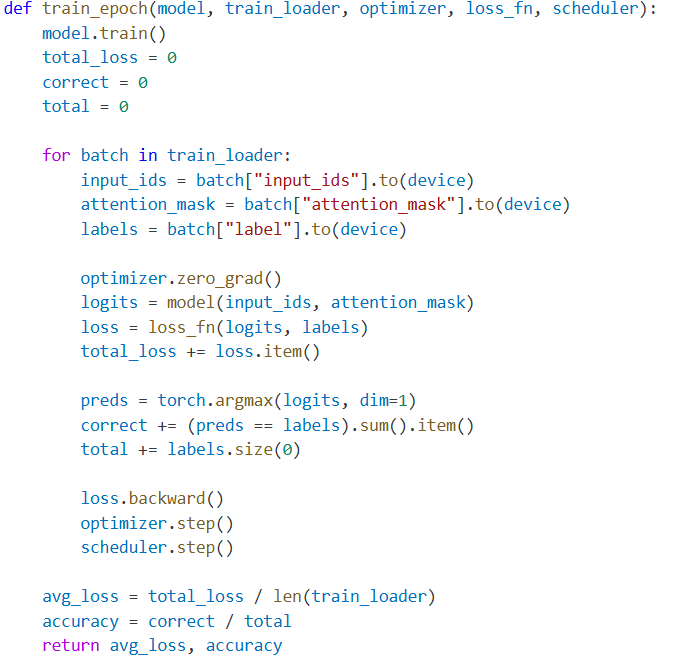 def train_epoch(model, train_loader, optimizer, loss_fn, scheduler):
    model.train()
    total_loss = 0
    correct = 0
    total = 0

    for batch in train_loader:
        input_ids = batch["input_ids"].to(device)
        attention_mask = batch["attention_mask"].to(device)
        labels = batch["label"].to(device)

        optimizer.zero_grad()
        logits = model(input_ids, attention_mask)
        loss = loss_fn(logits, labels)
        total_loss += loss.item()

        preds = torch.argmax(logits, dim=1)
        correct += (preds == labels).sum().item()
        total += labels.size(0)

        loss.backward()
        optimizer.step()
        scheduler.step()

    avg_loss = total_loss / len(train_loader)
    accuracy = correct / total
    return avg_loss, accuracy